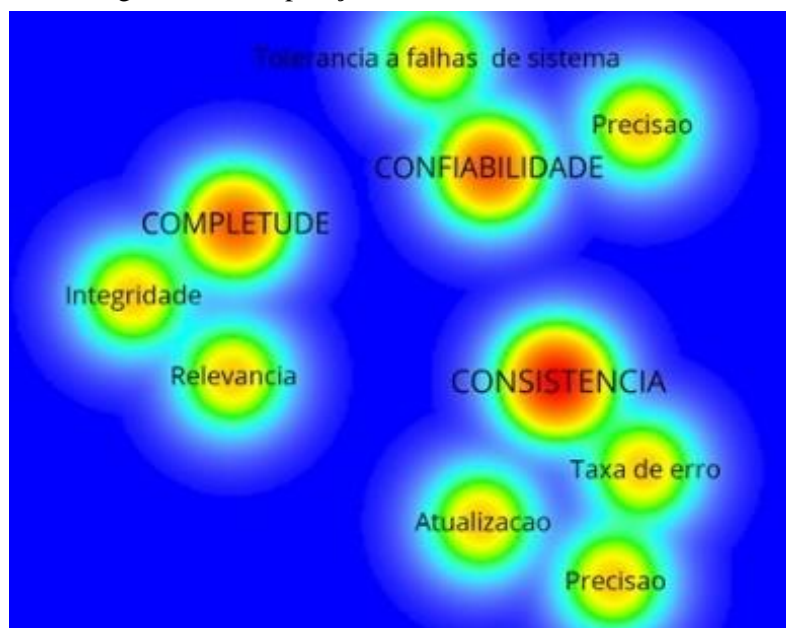 Tolerancia a falhas de sistema
Precisao
CONFIABILIDADE
COMPLETUDE
Integridade
Relevancia
CONSISTENCIA
Taxa de erro
Atualizacao
Precisao